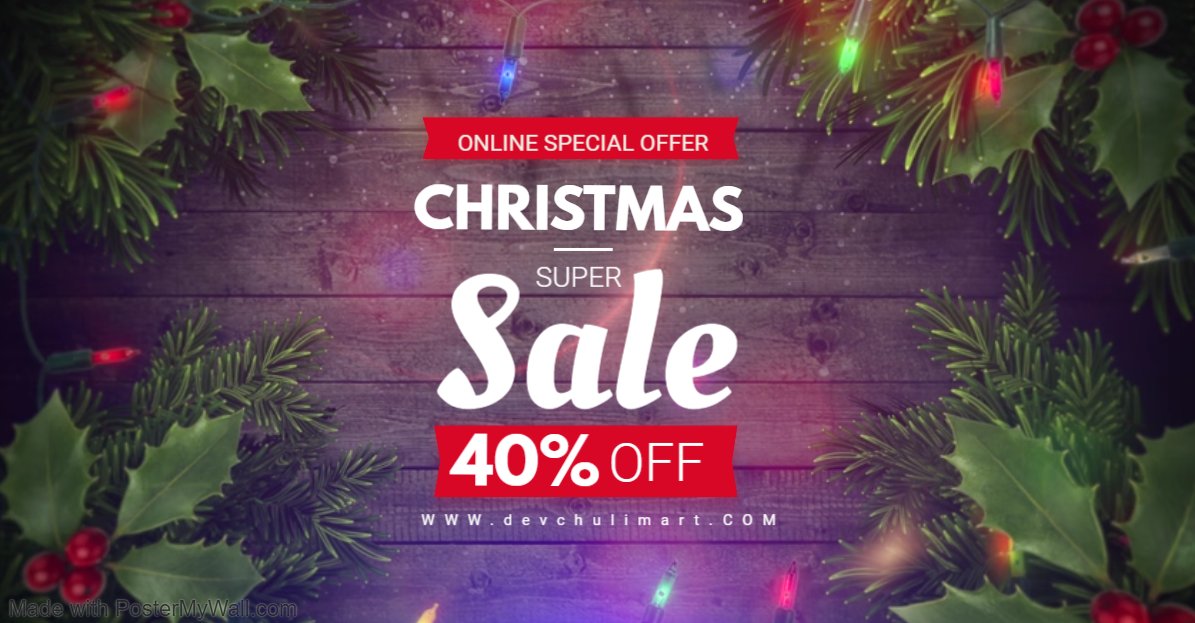 ONLINE SPECIAL OFFER
CHRISTMAS
SUPER
Sale
40% OFF
WWW.devchulimart.COM
Made with PosterMyWall.com